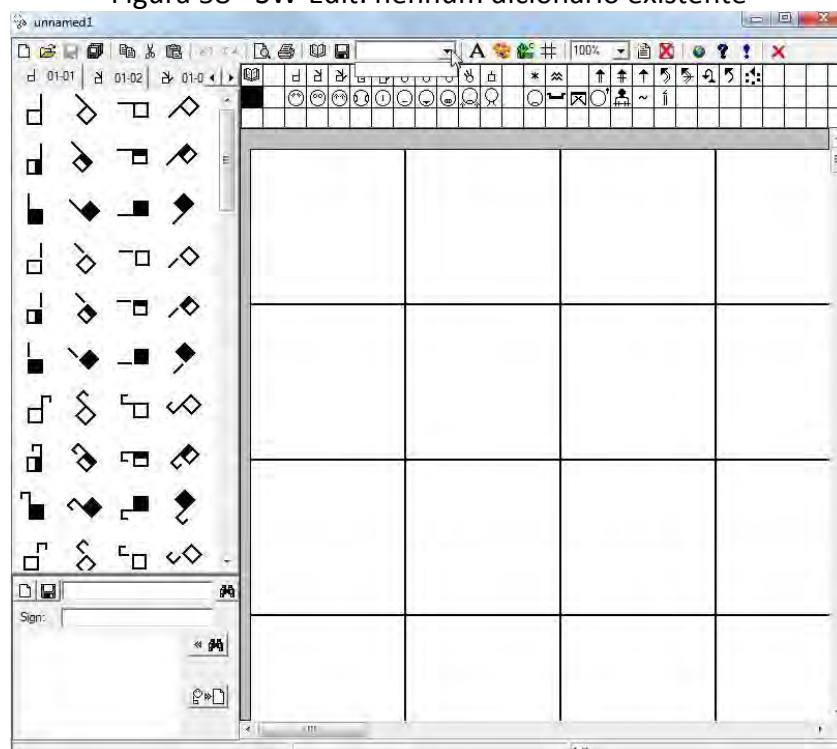 Figura 38 - SW-Edit: nenhum dicionário existente
unnamed1
100%
01-01 01-02 01-0
Sign: